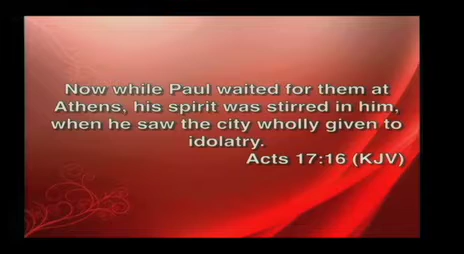 Now while Paul waited for them at
Athens, his spirit was stirred in him,
when he saw the city wholly given to
idolatry.
Acts 17:16 (KJV)